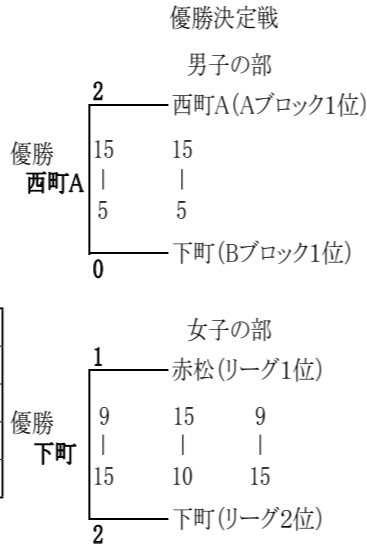 優勝決定戦
男子の部
2
西町A(Aブロック1位)
優勝 15 15
西町A | |
5 5
下町(Bブロック1位)
0
女子の部
1
赤松(リーグ1位)
優勝 9 15 9
下町 | | |
15 10 15
下町(リーグ2位)
2